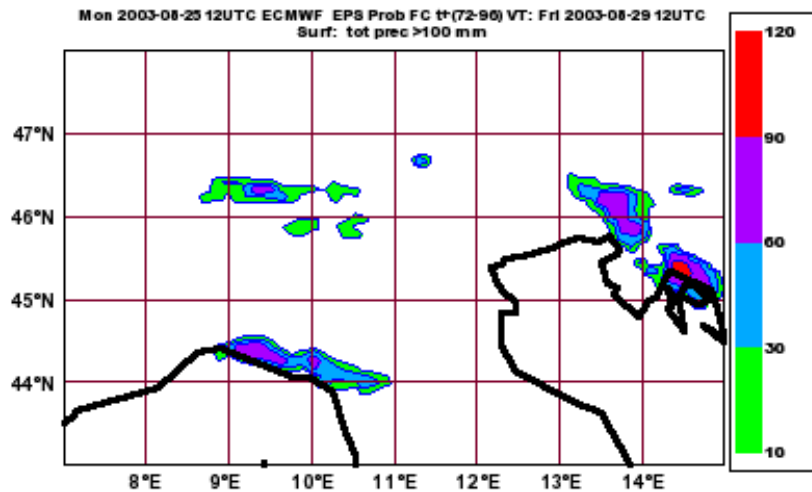 Mon 2003-08-25 12UTC ECMWF EPS Prob FC t+(72-96) VT: Fri 2003-08-29 12UTC
Surf: tot prec >100 mm
120
90
60
30
10
47°N
46°N
45°N
44°N
8°E 9°E 10°E 11°E 12°E 13°E 14°E